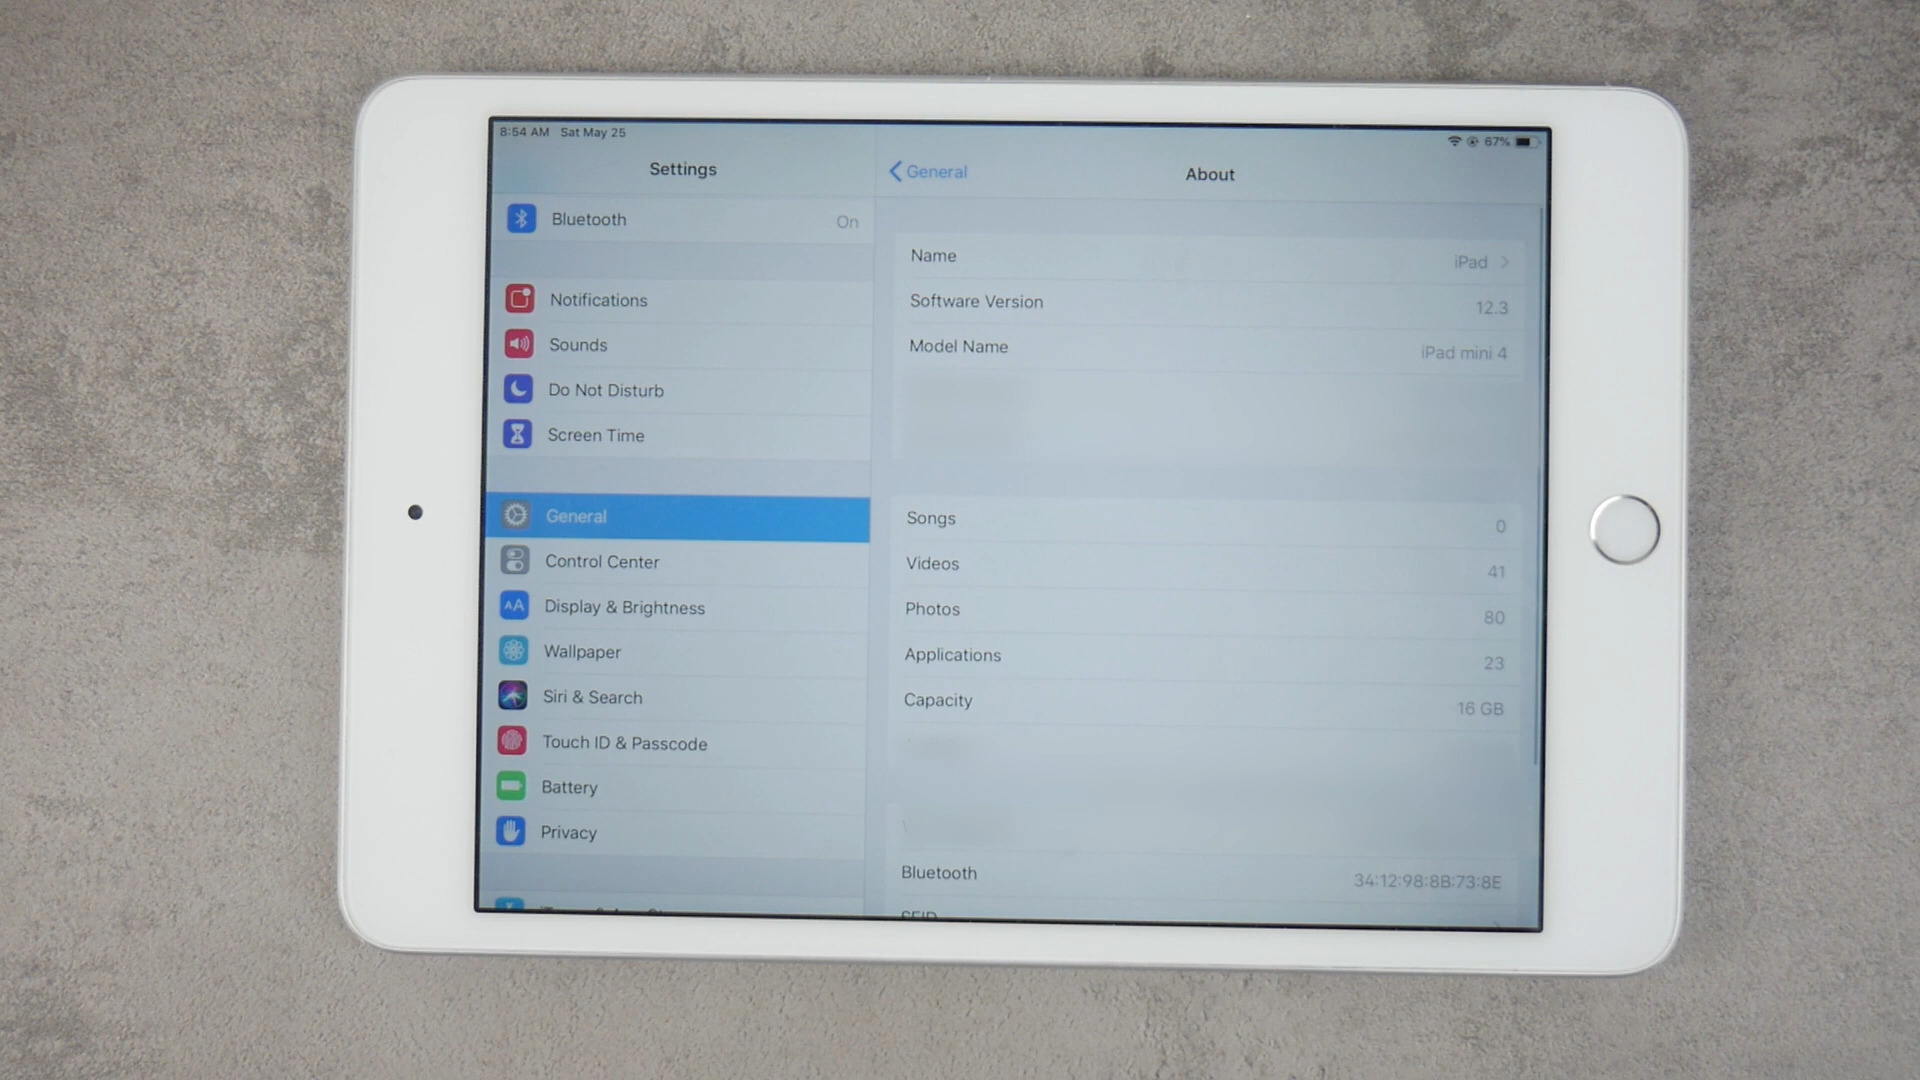 8:54 AM Sat May 25
67%
Settings
Bluetooth On
Notifications
Sounds
Do Not Disturb
Screen Time
General
Control Center
Display & Brightness
Wallpaper
Siri & Search
Touch ID & Passcode
Battery
Privacy
General
About
Name iPad
Software Version 12.3
Model Name iPad mini 4
Songs 0
Videos 41
Photos 80
Applications 23
Capacity 16 GB
Bluetooth 34:12:98:8B:73:8E
SEID